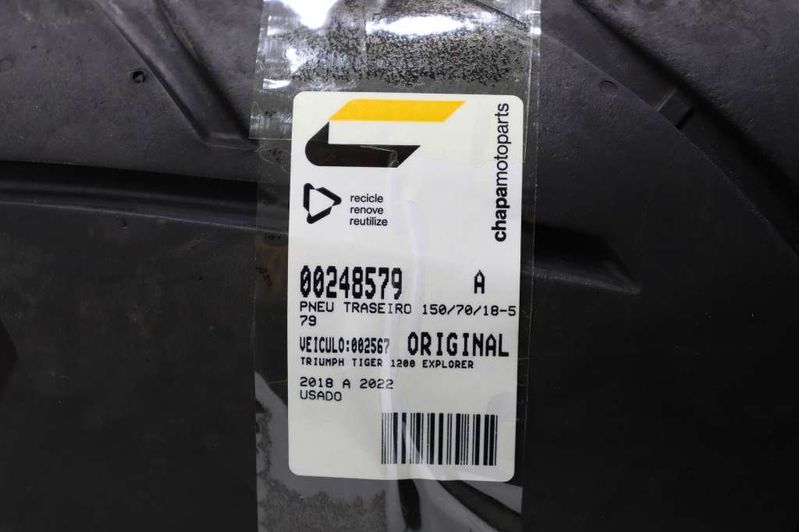 chapamotoparts
recicle
renove
reutilize
00248579 A
PNEU TRASEIRO 150/70/18-5
79
VEICULO:002567 ORIGINAL
TRIUMPH TIGER 1200 EXPLORER
2018 A 2022
USADO